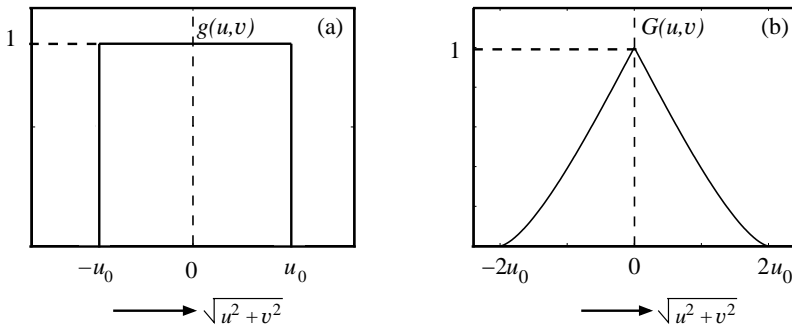 g(u,v) (a)
1
−u₀ 0 u₀
√u² + v²
G(u,v) (b)
1
−2u₀ 0 2u₀
√u² + v²